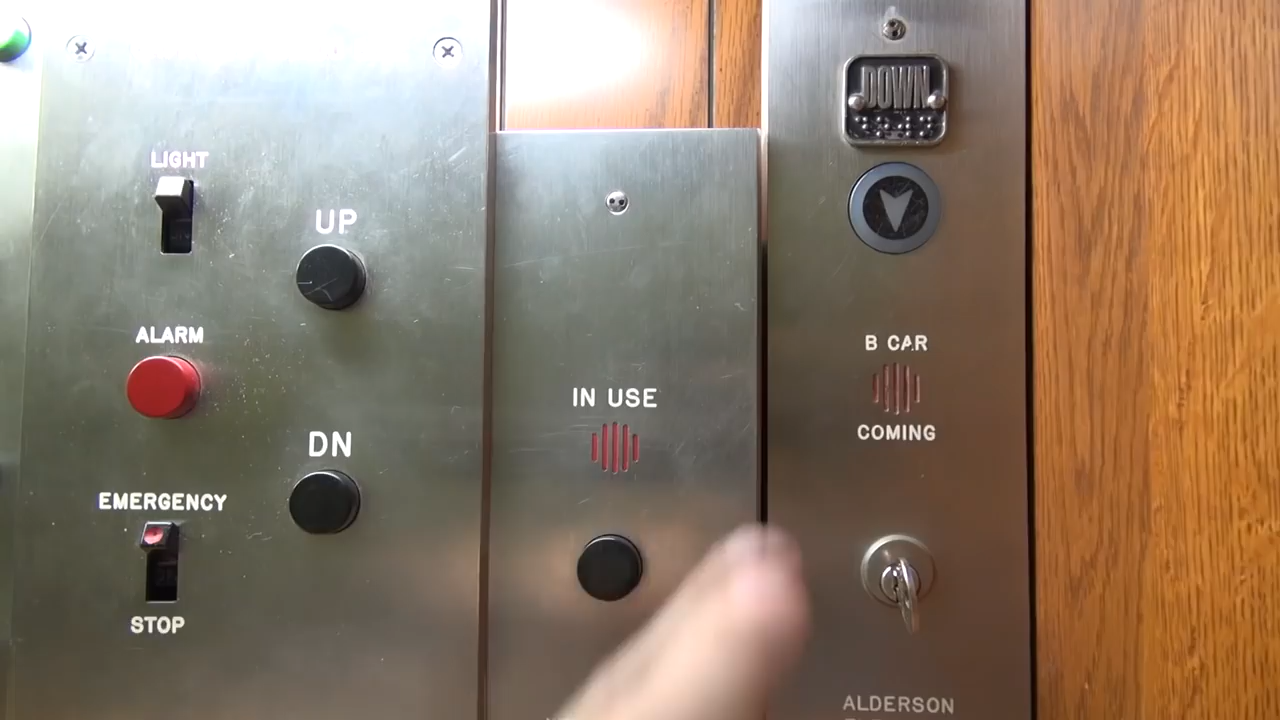 LIGHT
UP
ALARM
DN
EMERGENCY
STOP
IN USE
DOWN
B CAR
COMING
ALDERSON